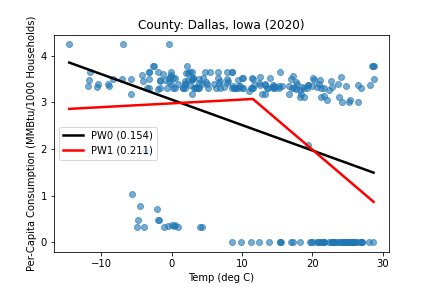 County: Dallas, Iowa (2020)
Per-Capita Consumption (MMBtu/1000 Households)
4
3
2
1
0
PW0 (0.154)
PW1 (0.211)
−10 0 10 20 30
Temp (deg C)